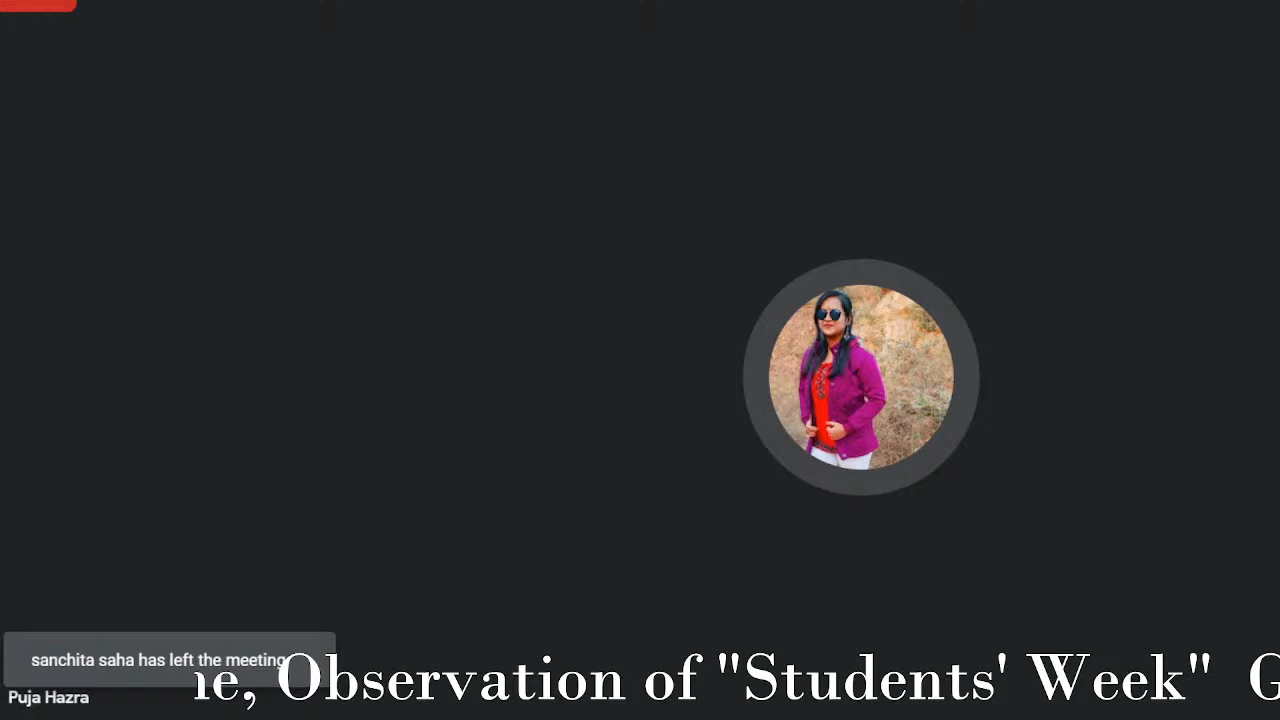 sanchita saha has left the meeting
Observation of "Students' Week"
Puja Hazra